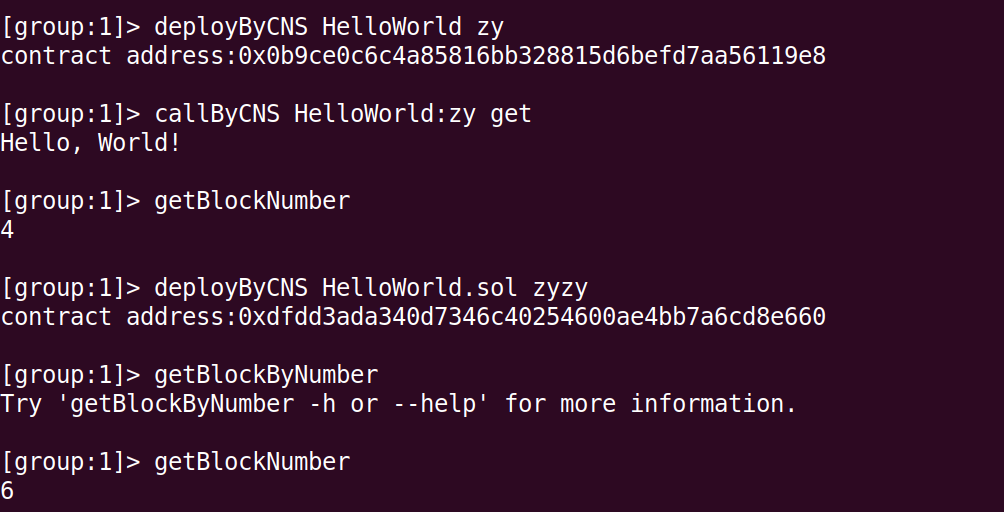 [group:1]> deployByCNS HelloWorld zy
contract address:0x0b9ce0c6c4a85816bb328815d6befd7aa56119e8
[group:1]> callByCNS HelloWorld:zy get
Hello, World!
[group:1]> getBlockNumber
4
[group:1]> deployByCNS HelloWorld.sol zyzy
contract address:0xdfdd3ada340d7346c40254600ae4bb7a6cd8e660
[group:1]> getBlockByNumber
Try 'getBlockByNumber -h or --help' for more information.
[group:1]> getBlockNumber
6